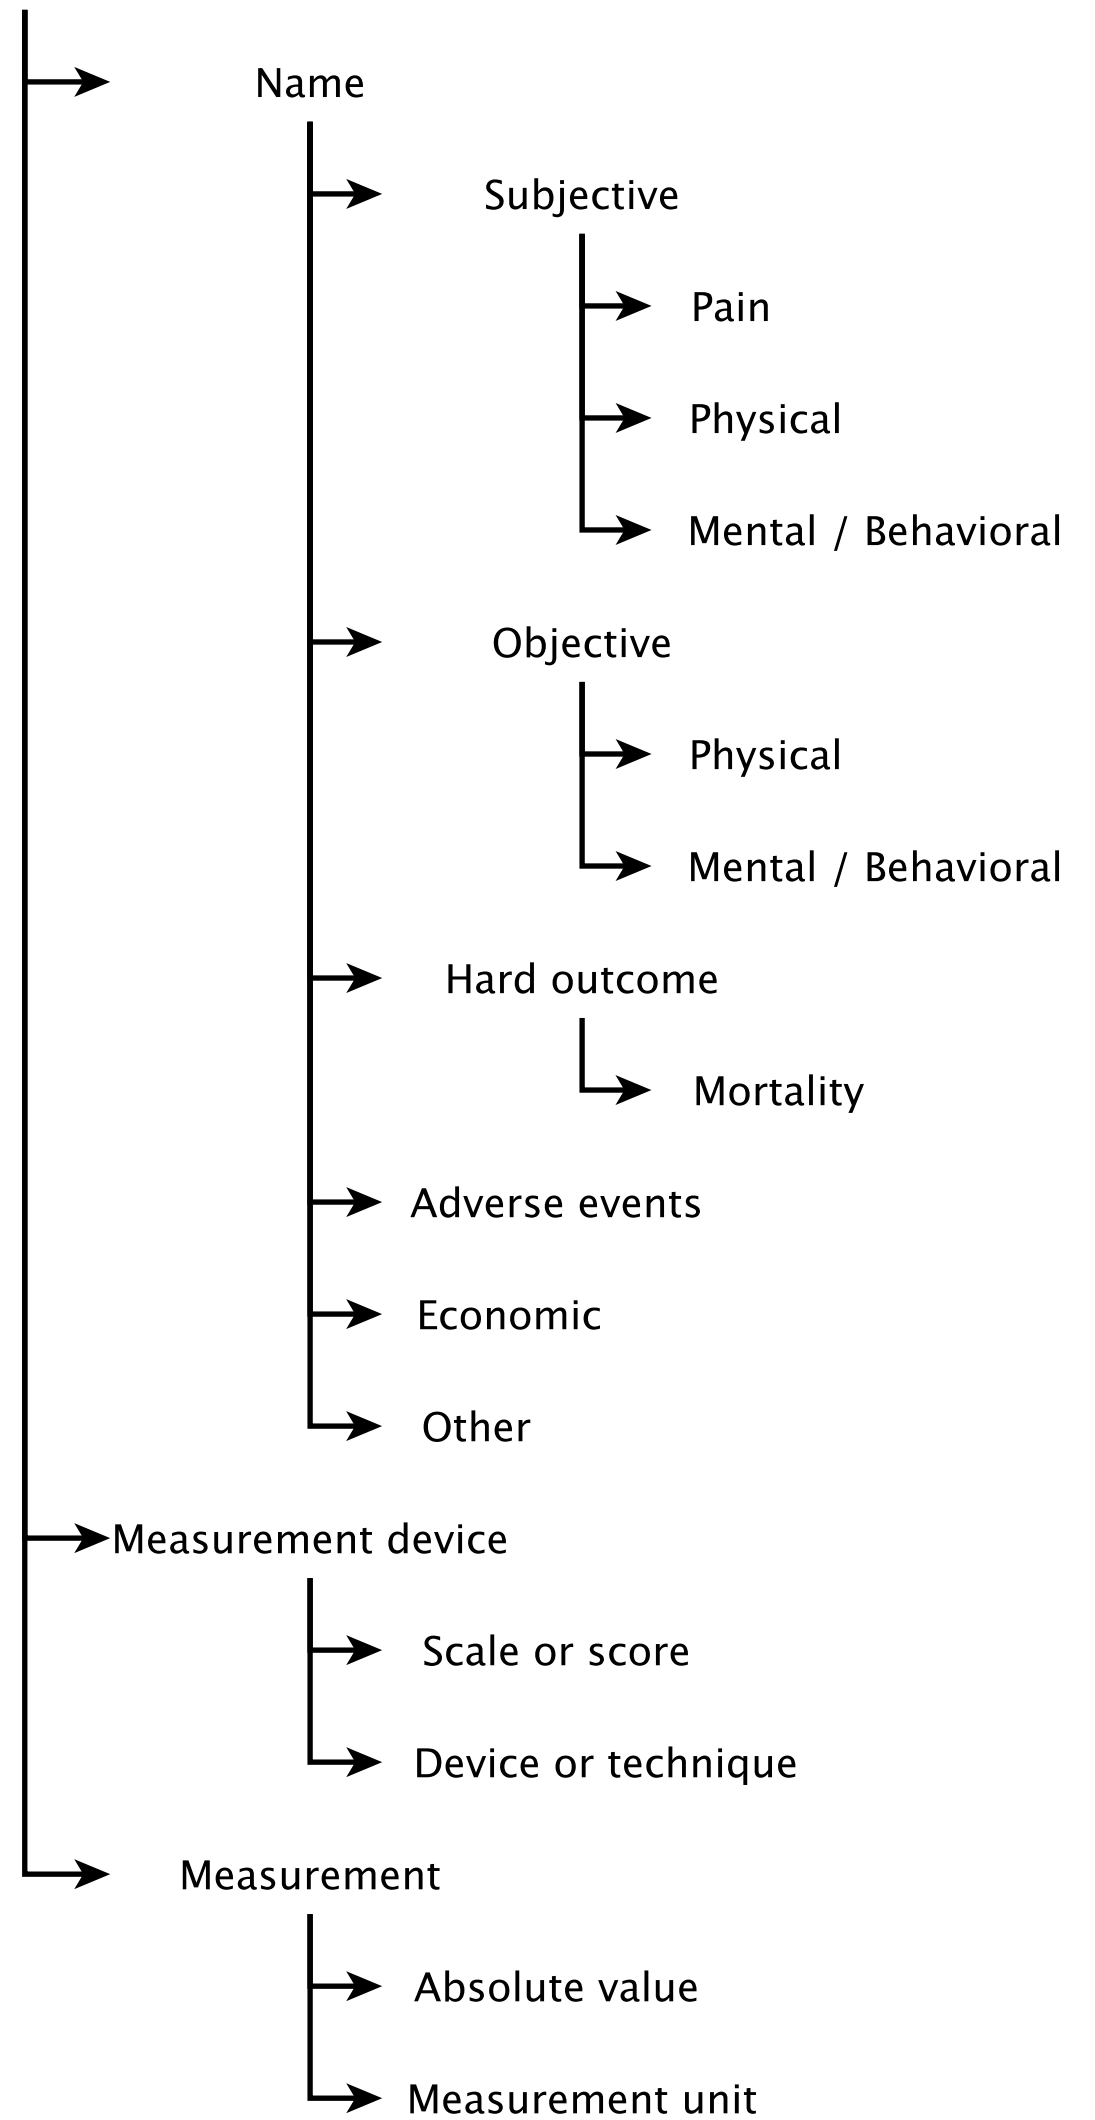 Name
Subjective
Pain
Physical
Mental / Behavioral
Objective
Physical
Mental / Behavioral
Hard outcome
Mortality
Adverse events
Economic
Other
Measurement device
Scale or score
Device or technique
Measurement
Absolute value
Measurement unit